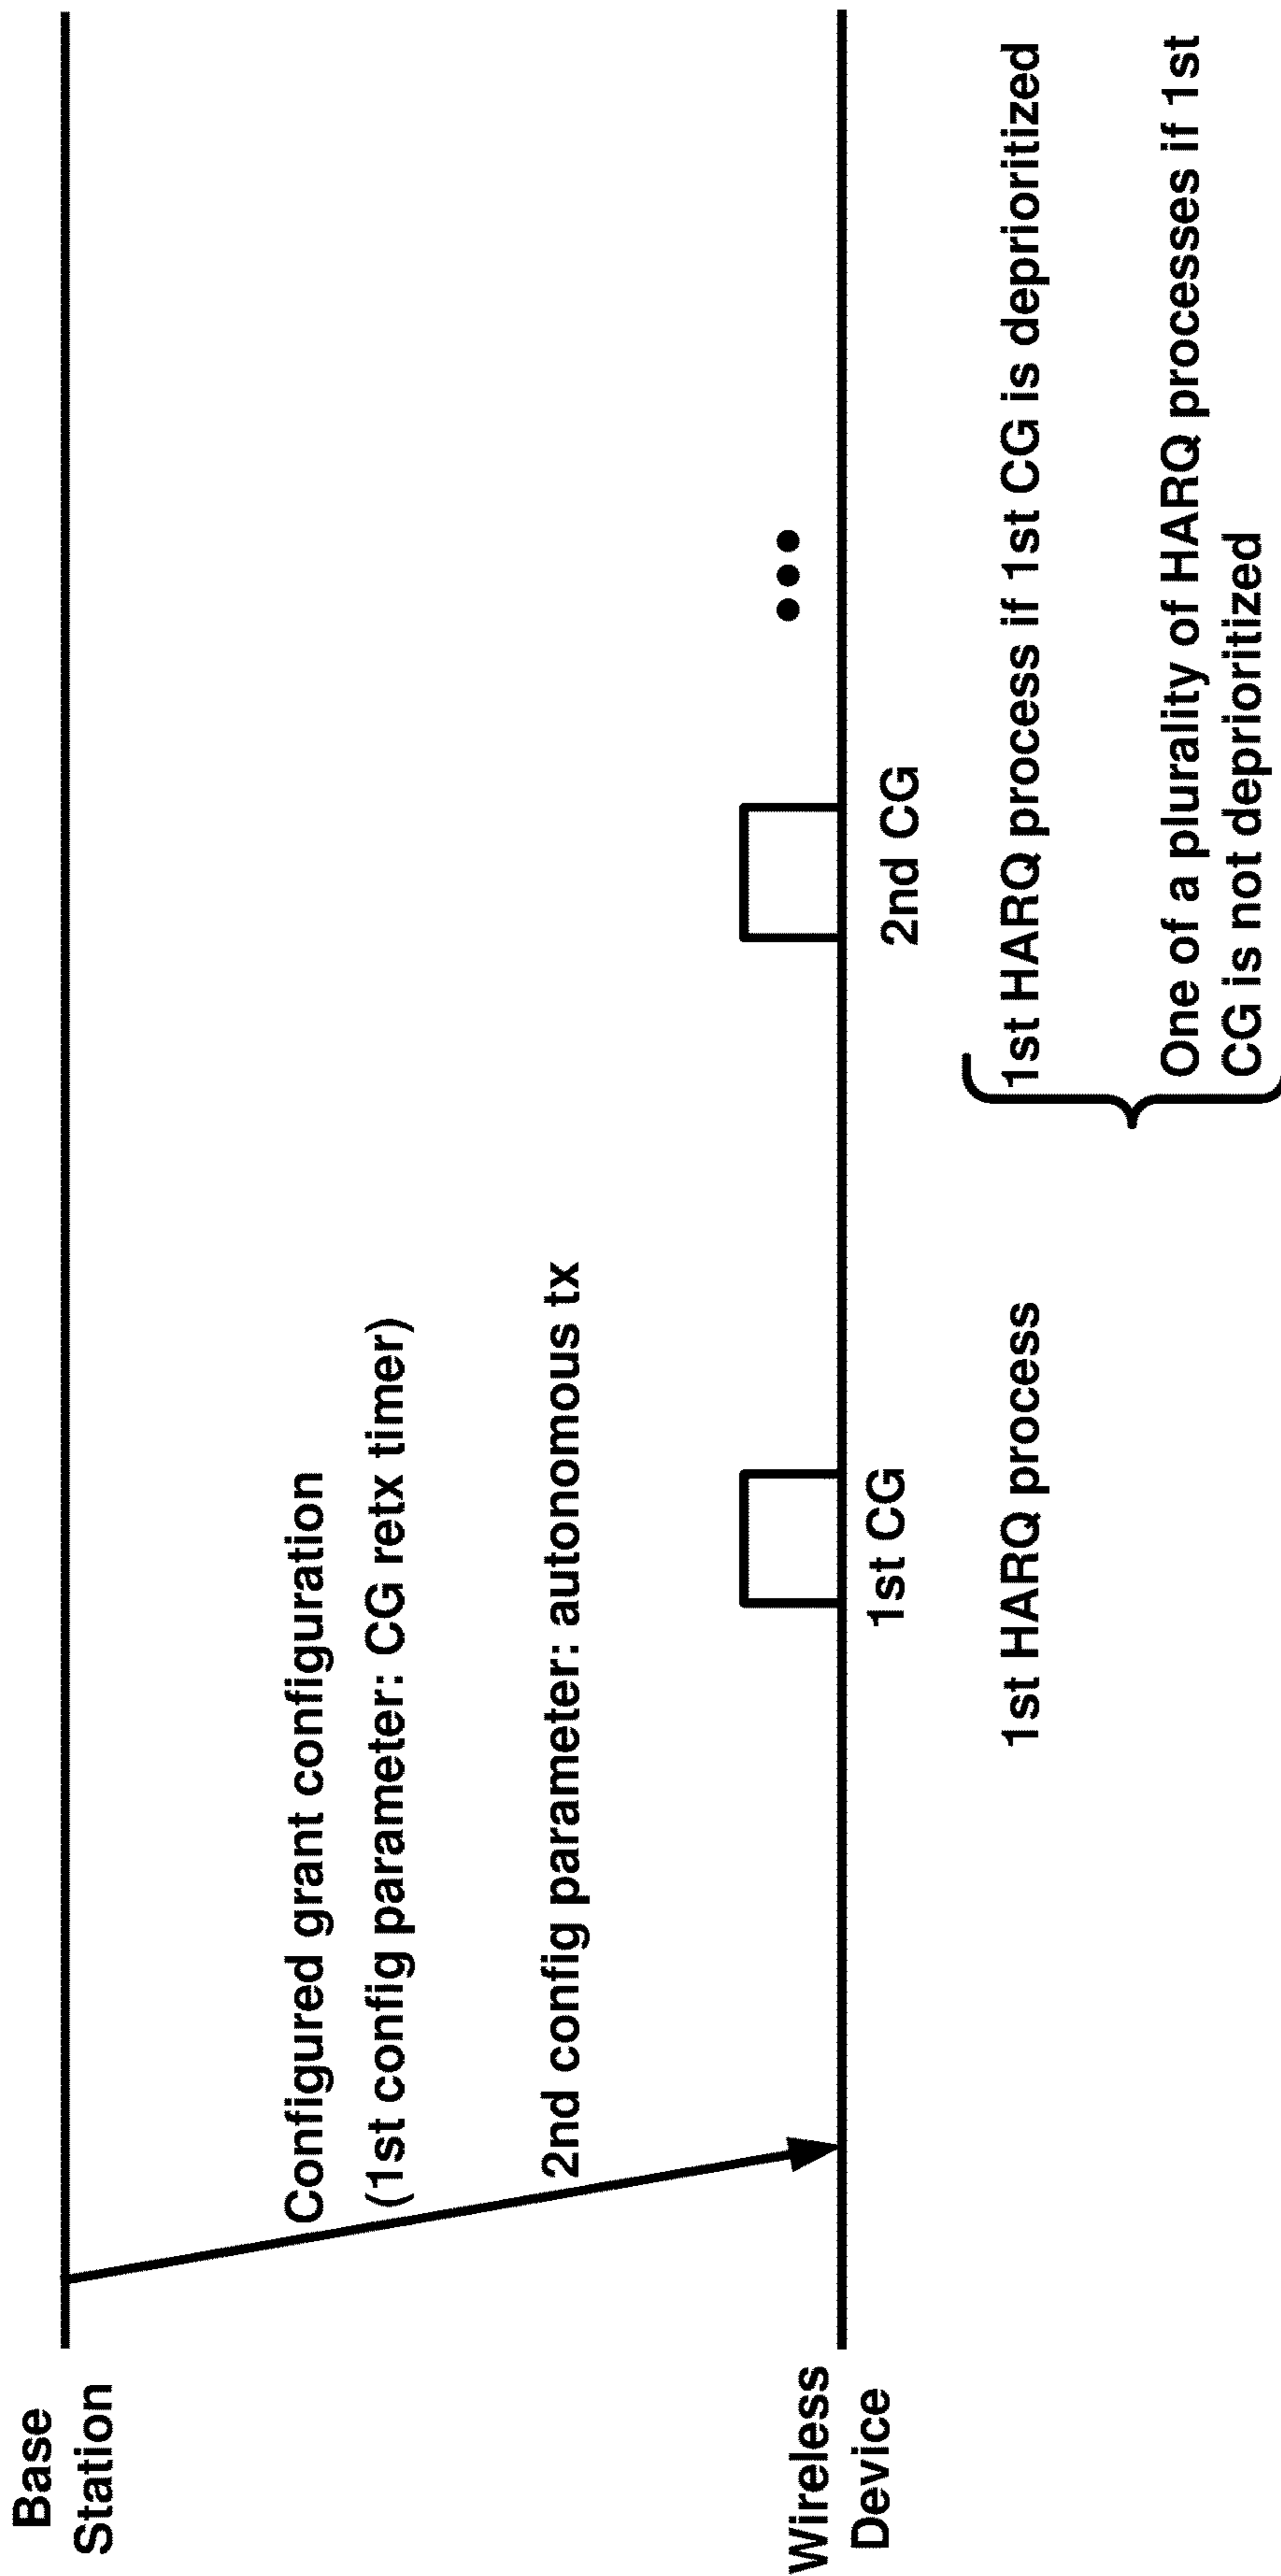 Base
Station
Configured grant configuration
(1st config parameter: CG retx timer)
2nd config parameter: autonomous tx
Wireless
Device
1st CG
2nd CG
1st HARQ process
1st HARQ process if 1st CG is deprioritized
One of a plurality of HARQ processes if 1st
CG is not deprioritized